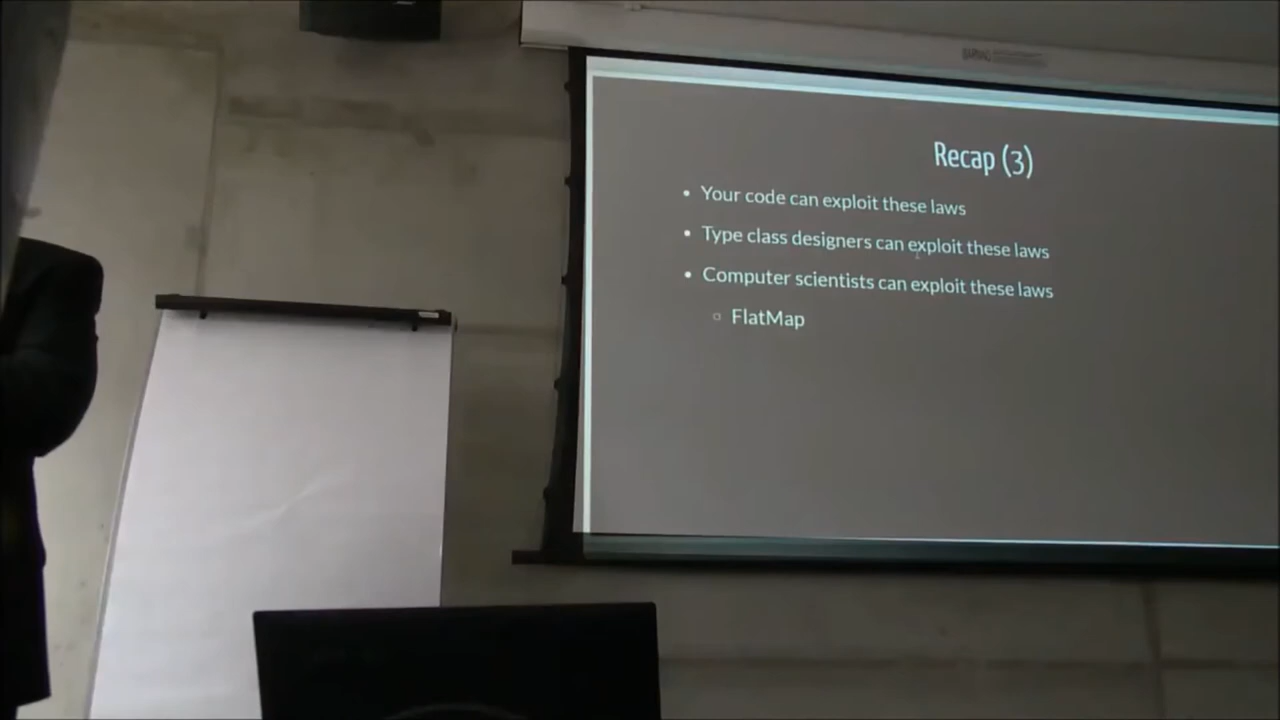 Recap (3)
Your code can exploit these laws
Type class designers can exploit these laws
Computer scientists can exploit these laws
FlatMap